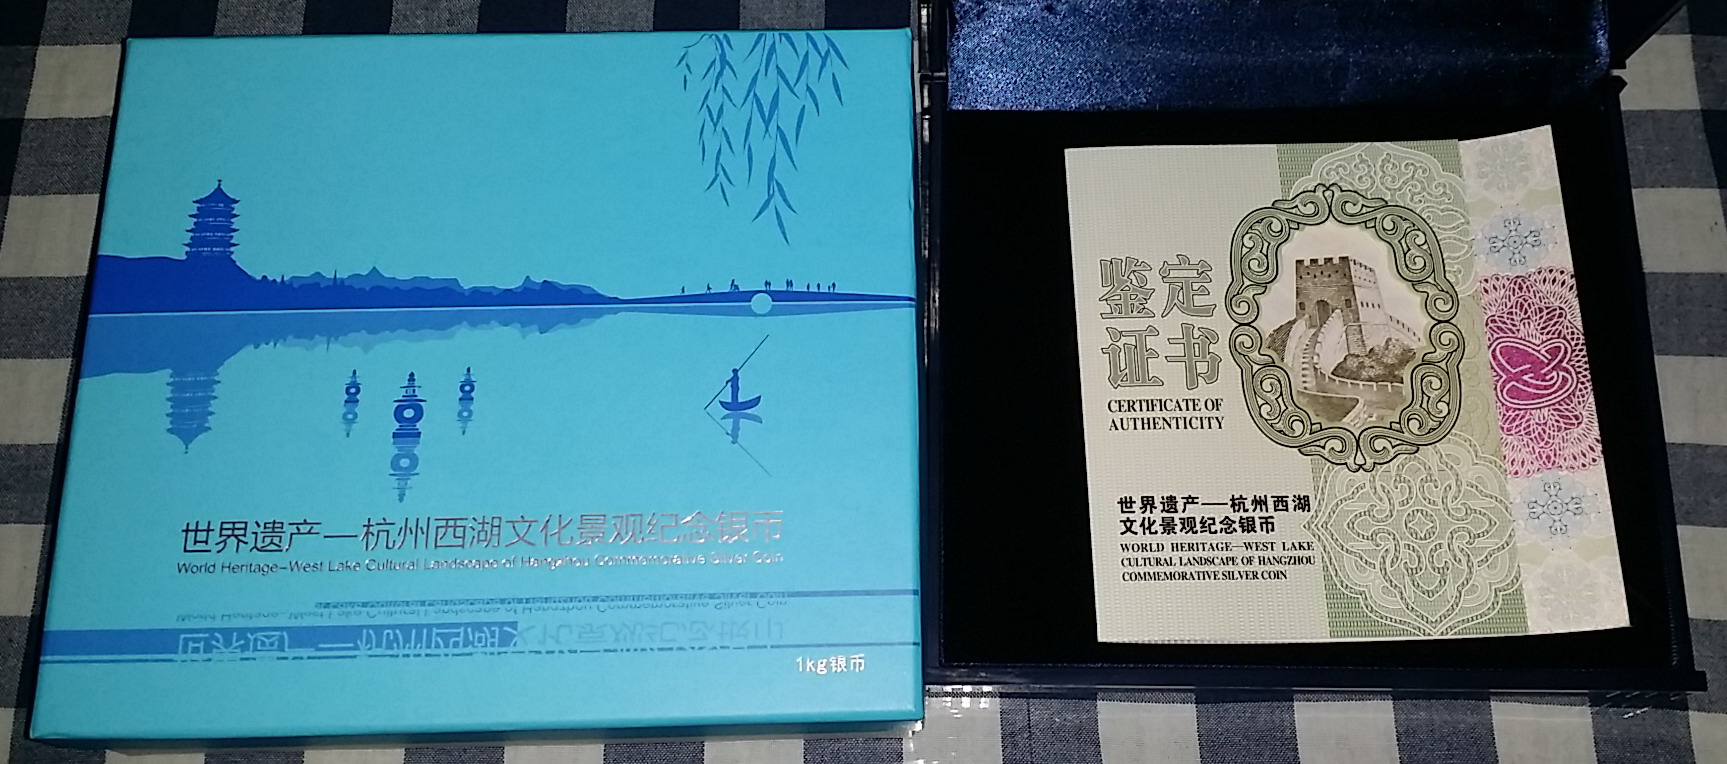 世界遗产—杭州西湖文化景观纪念银币
World Heritage-West Lake Cultural Landscape of Hangzhou Commemorative Silver Coin
1kg银币
鉴定
证书
CERTIFICATE OF
AUTHENTICITY
世界遗产——杭州西湖
文化景观纪念银币
WORLD HERITAGE—WEST LAKE
CULTURAL LANDSCAPE OF HANGZHOU
COMMEMORATIVE SILVER COIN